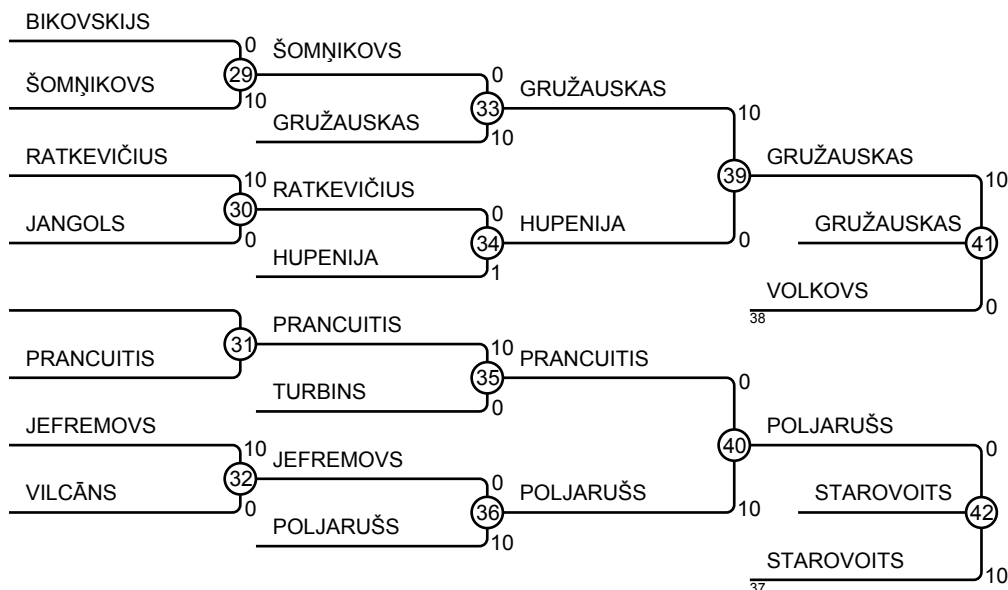 BIKOVSKIJS
0
ŠOMŅIKOVS
29
0
ŠOMŅIKOVS
10
33
GRUŽAUSKAS
GRUŽAUSKAS
10
10
RATKEVIČIUS
10
39
GRUŽAUSKAS
10
30
RATKEVIČIUS
0
JANGOLS
0
34
HUPENIJA
0
GRUŽAUSKAS
41
HUPENIJA
1
VOLKOVS
0
38
PRANCUITIS
31
10
PRANCUITIS
35
PRANCUITIS
0
TURBINS
0
JEFREMOVS
10
40
POLJARUŠS
0
32
JEFREMOVS
0
VILCĀNS
0
36
POLJARUŠS
10
STAROVOITS
42
POLJARUŠS
10
STAROVOITS
10
37